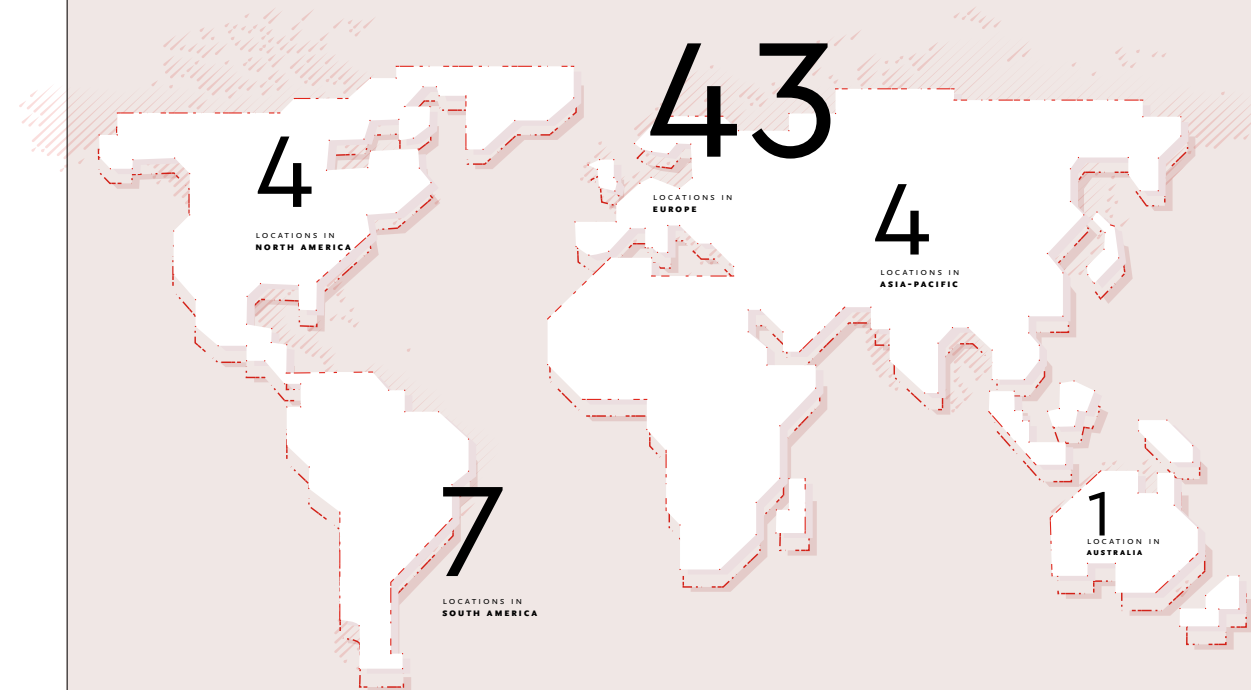 43
LOCATIONS IN
EUROPE
4
LOCATIONS IN
NORTH AMERICA
4
LOCATIONS IN
ASIA-PACIFIC
7
LOCATIONS IN
SOUTH AMERICA
1
LOCATION IN
AUSTRALIA